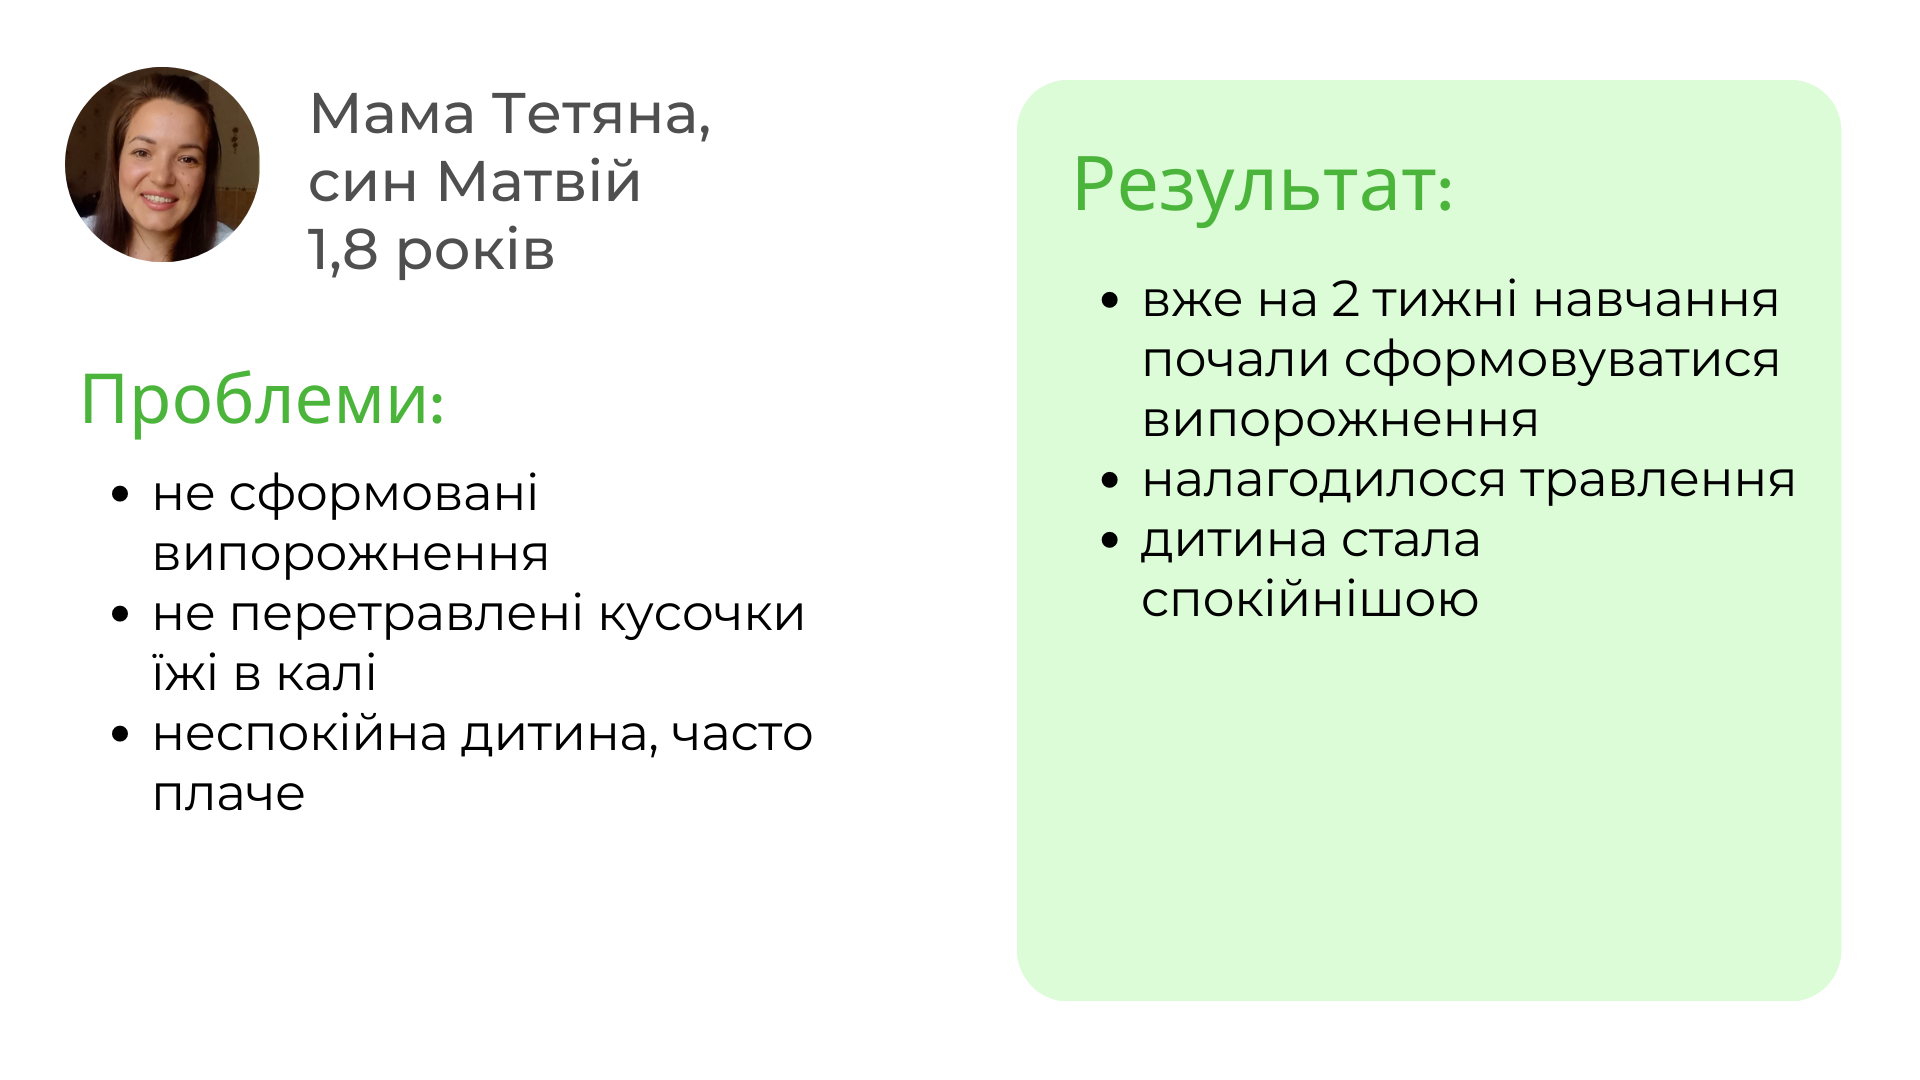 Мама Тетяна,
син Матвій
1,8 років
Проблеми:
• не сформовані
випорожнення
• не перетравлені кусочки
їжі в калі
• неспокійна дитина, часто
плаче
Результат:
• вже на 2 тижні навчання
почали сформовуватися
випорожнення
• налагодилося травлення
• дитина стала
спокійнішою